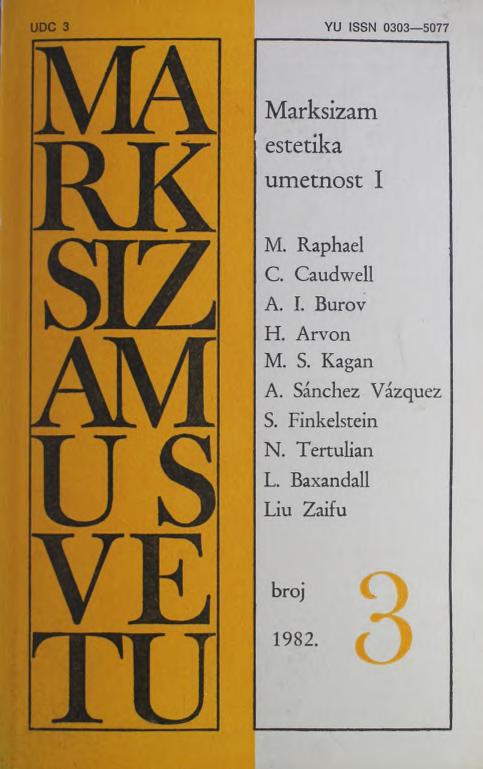 UDC 3
YU ISSN 0303—5077
MA
RK
SIZ
AM
U S
VE
TU
Marksizam
estetika
umetnost I
M. Raphael
C. Caudwell
A. I. Burov
H. Arvon
M. S. Kagan
A. Sánchez Vázquez
S. Finkelstein
N. Tertulian
L. Baxandall
Liu Zaifu
broj 3
1982.